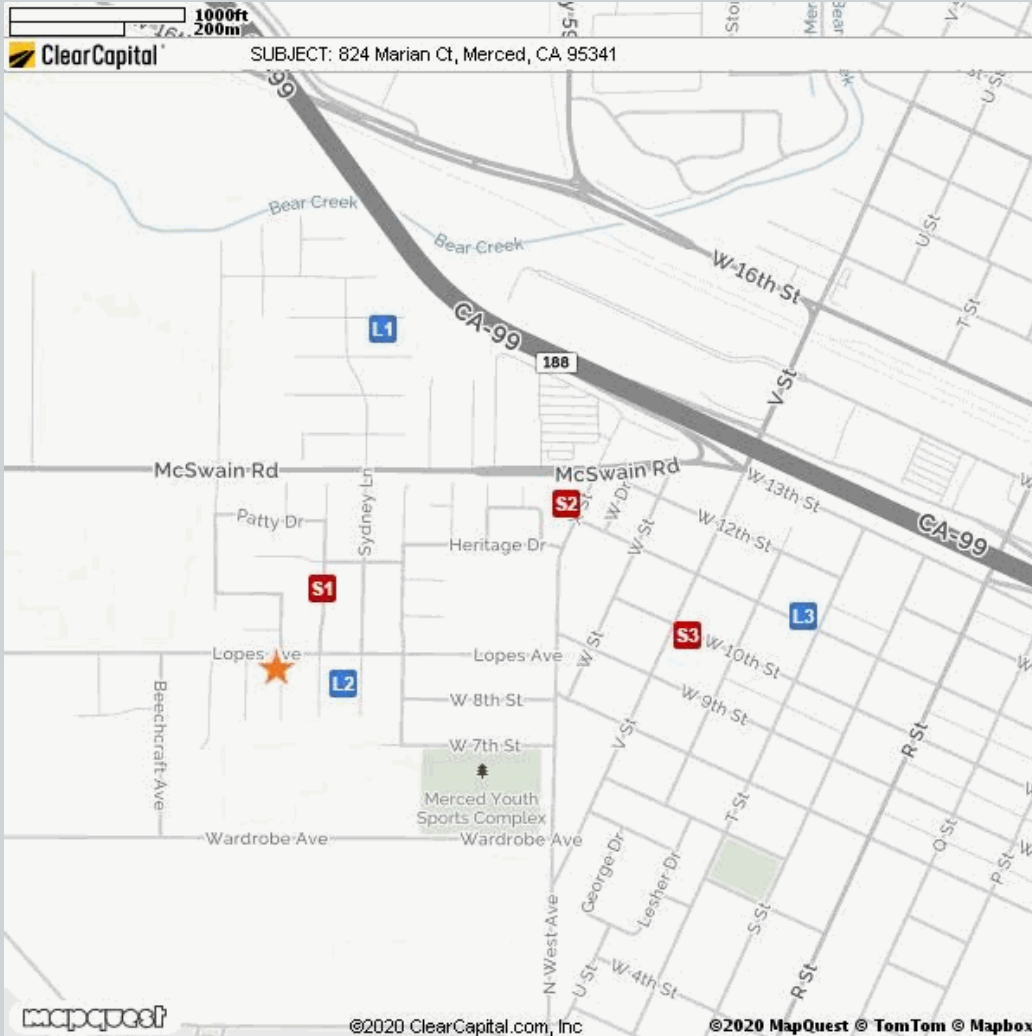 1000ft
200m
ClearCapital
SUBJECT: 824 Marian Ct, Merced, CA 95341
99
U St
Bear Creek
Bear Creek
U St
W 16th St
T St
L1
CA-99
188
V St
McSwain Rd
McSwain Rd
W 13th St
Sydney Ln
S2
W Dr
Patty Dr
W St
W 12th St
CA-99
Heritage Dr
S1
L3
S3
W 10th St
Lopes Ave
Lopes Ave
W St
L2
Beechcraft Ave
W 8th St
W 9th St
V St
R St
W 7th St
Merced Youth
Sports Complex
T St
Wardrobe Ave
Wardrobe Ave
Q St
George Dr
Lesher Dr
P St
S St
N West Ave
U St
W 4th St
R St
mapquest
©2020 ClearCapital.com, Inc
©2020 MapQuest © TomTom © Mapbox